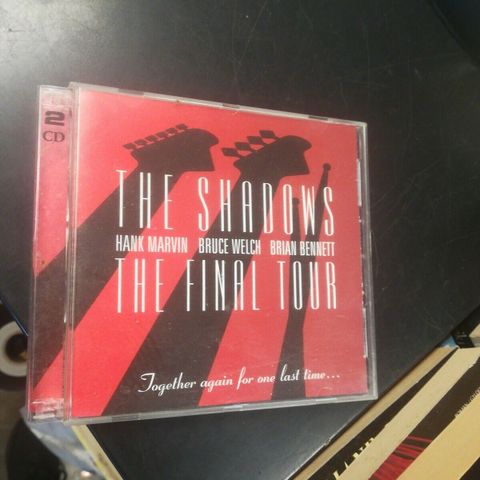 2
CD
THE SHADOWS
HANK MARVIN BRUCE WELCH BRIAN BENNETT
THE FINAL TOUR
Together again for one last time...